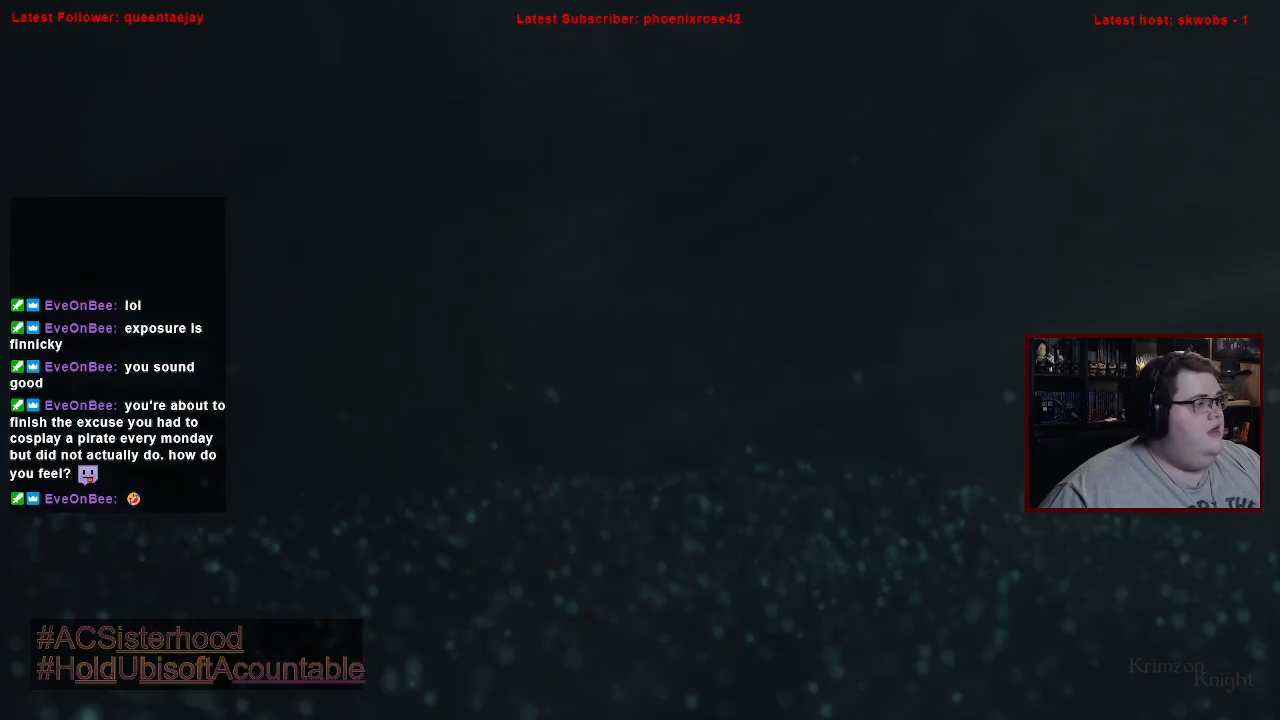 Latest Follower: queentaejay
Latest Subscriber: phoenixrose42
Latest host: skwobs - 1
EveOnBee: lol
EveOnBee: exposure is
finnicky
EveOnBee: you sound
good
EveOnBee: you're about to
finish the excuse you had to
cosplay a pirate every monday
but did not actually do. how do
you feel?
EveOnBee: 🤣
#ACSisterhood
#HoldUbisoftAcountable
Krimzon
Knight